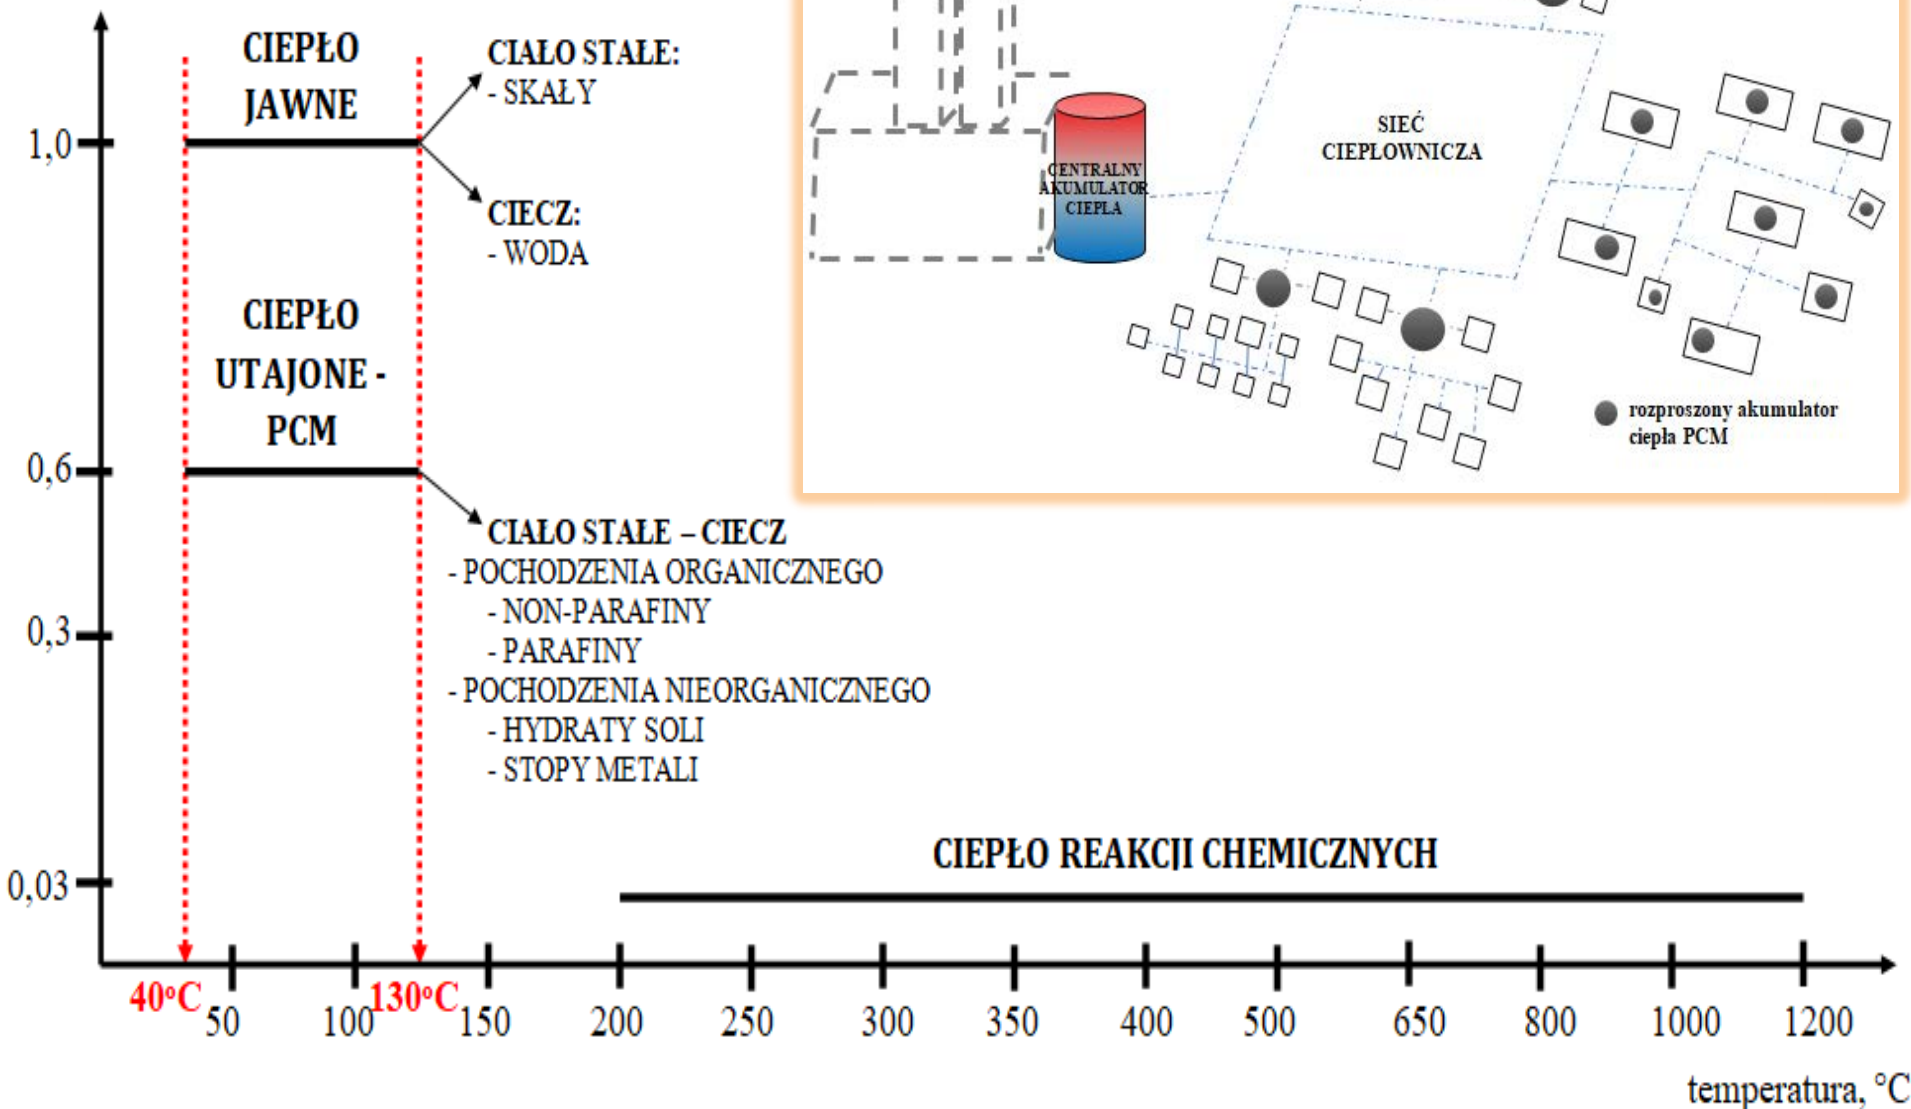 CIEPŁO
JAWNE
CIAŁO STAŁE:
- SKAŁY
1,0
CIECZ:
- WODA
CIEPŁO
UTAJONE -
PCM
0,6
CIAŁO STAŁE – CIECZ
- POCHODZENIA ORGANICZNEGO
- NON-PARAFINY
0,3
- PARAFINY
- POCHODZENIA NIEORGANICZNEGO
- HYDRATY SOLI
- STOPY METALI
CIEPŁO REAKCJI CHEMICZNYCH
0,03
40°C
130°C
50 100 150 200 250 300 350 400 500 650 800 1000 1200
temperatura, °C
SIEĆ
CIEPŁOWNICZA
CENTRALNY
AKUMULATOR
CIEPŁA
rozproszony akumulator
ciepła PCM